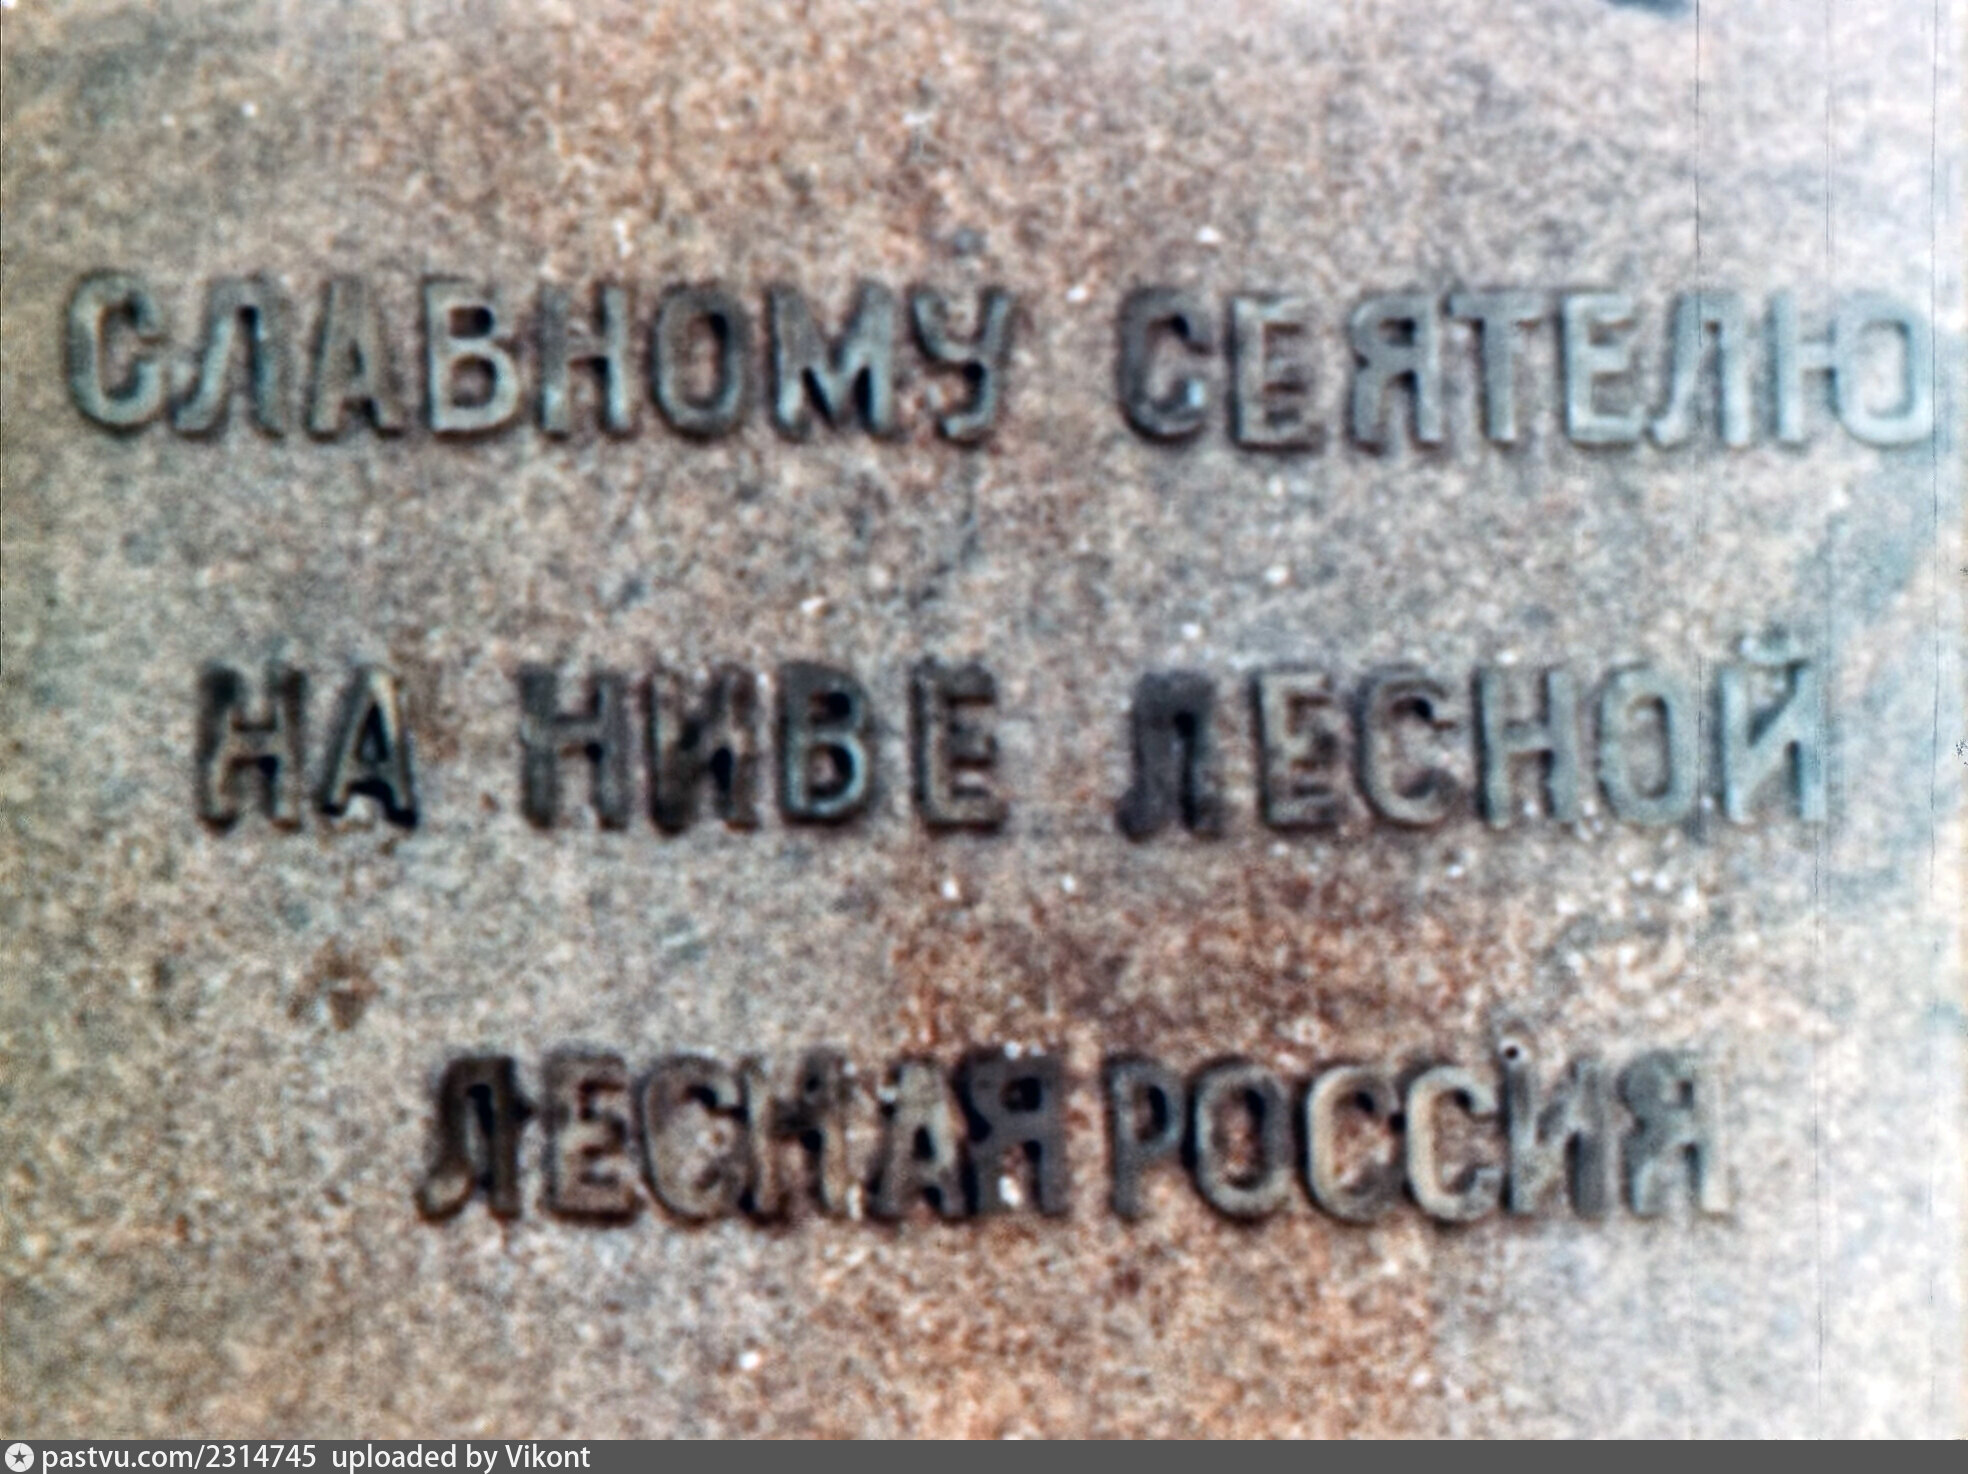 СЛАВНОМУ СЕЯТЕЛЮ
НА НИВЕ ЛЕСНОЙ
ЛЕСНАЯ РОССИЯ
pastvu.com/2314745 uploaded by Vikont